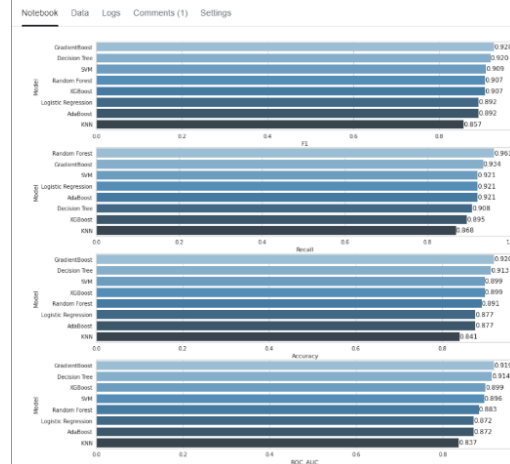 Notebook Data Logs Comments (1) Settings
Model
GradientBoost 0.928
Decision Tree 0.920
SVM 0.909
Random Forest 0.907
XGBoost 0.907
Logistic Regression 0.892
AdaBoost 0.892
KNN 0.857
0.0 0.2 0.4 0.6 0.8
F1
Model
Random Forest
GradientBoost 0.934
SVM 0.921
Logistic Regression 0.921
AdaBoost 0.921
Decision Tree 0.908
XGBoost 0.895
KNN 0.868
0.0 0.2 0.4 0.6 0.8
Recall
Model
GradientBoost 0.920
Decision Tree 0.913
SVM 0.899
XGBoost 0.899
Random Forest 0.891
Logistic Regression 0.877
AdaBoost 0.877
KNN 0.841
0.0 0.2 0.4 0.6 0.8
Accuracy
Model
GradientBoost 0.919
Decision Tree 0.914
XGBoost 0.899
SVM 0.896
Random Forest 0.883
Logistic Regression 0.872
AdaBoost 0.872
KNN 0.837
0.0 0.2 0.4 0.6 0.8
ROC_AUC